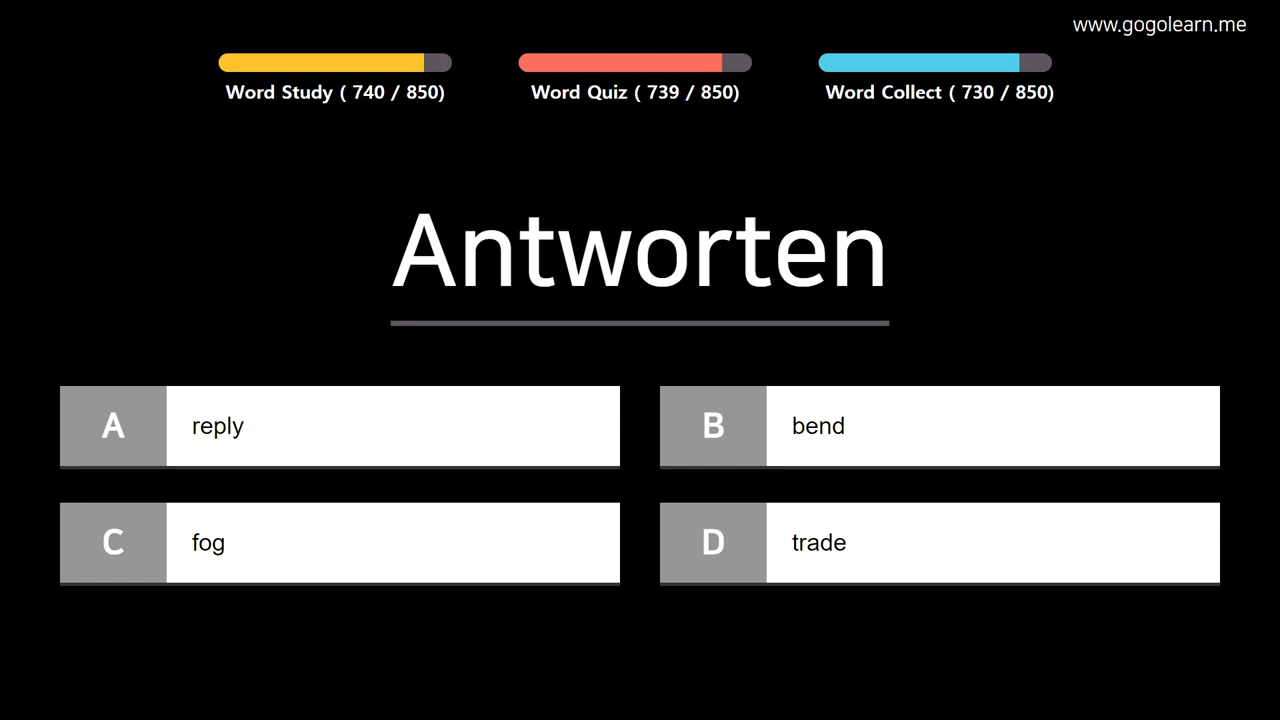 www.gogolearn.me
Word Study ( 740 / 850)
Word Quiz ( 739 / 850)
Word Collect ( 730 / 850)
Antworten
A reply
B bend
C fog
D trade